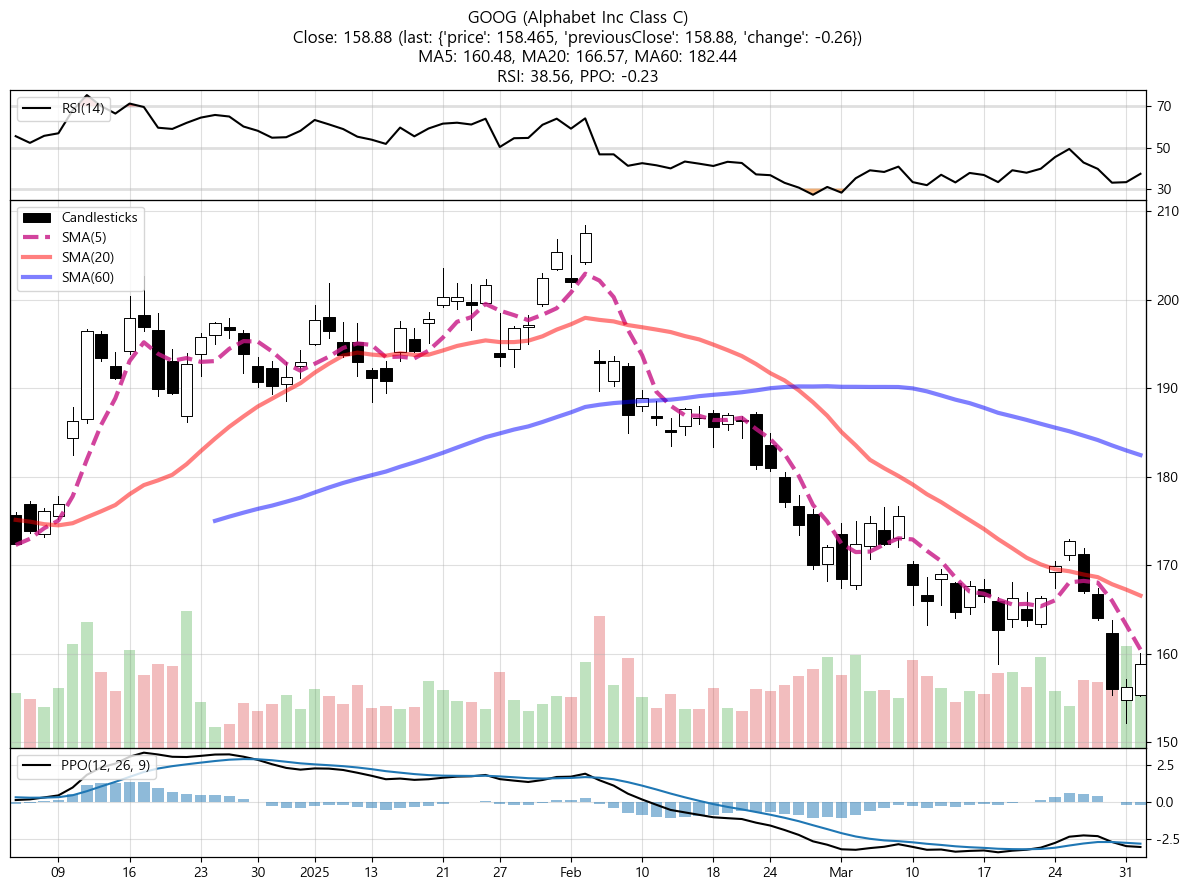 GOOG (Alphabet Inc Class C)
Close: 158.88 (last: {'price': 158.465, 'previousClose': 158.88, 'change': -0.26})
MA5: 160.48, MA20: 166.57, MA60: 182.44
RSI: 38.56, PPO: -0.23
RSI(14)
70
50
30
Candlesticks
SMA(5)
SMA(20)
SMA(60)
210
200
190
180
170
160
150
PPO(12, 26, 9)
2.5
0.0
-2.5
09 16 23 30 2025 13 21 27 Feb 10 18 24 Mar 10 17 24 31